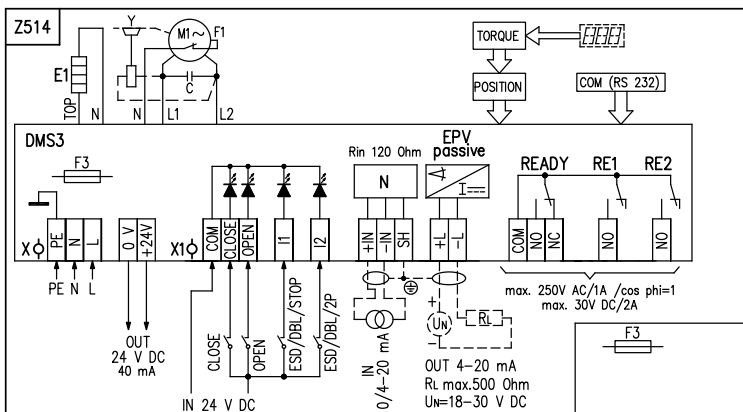 Z514
Y
M1~
F1
E1
C
TOP
N
N
L1
L2
TORQUE
POSITION
COM (RS 232)
DMS3
F3
Rin 120 Ohm
N
EPV
passive
I
READY
RE1
RE2
X
PE
N
L
0 V
+24V
X1
COM
CLOSE
OPEN
I1
I2
+IN
-IN
SH
+L
-L
COM
NO
NC
NO
NO
PE
N
L
OUT
24 V DC
40 mA
CLOSE
OPEN
ESD/DBL/STOP
ESD/DBL/2P
IN 24 V DC
IN
0/4-20 mA
+
UN
-
RL
OUT 4-20 mA
RL max.500 Ohm
UN=18-30 V DC
max. 250V AC/1A /cos phi=1
max. 30V DC/2A
F3